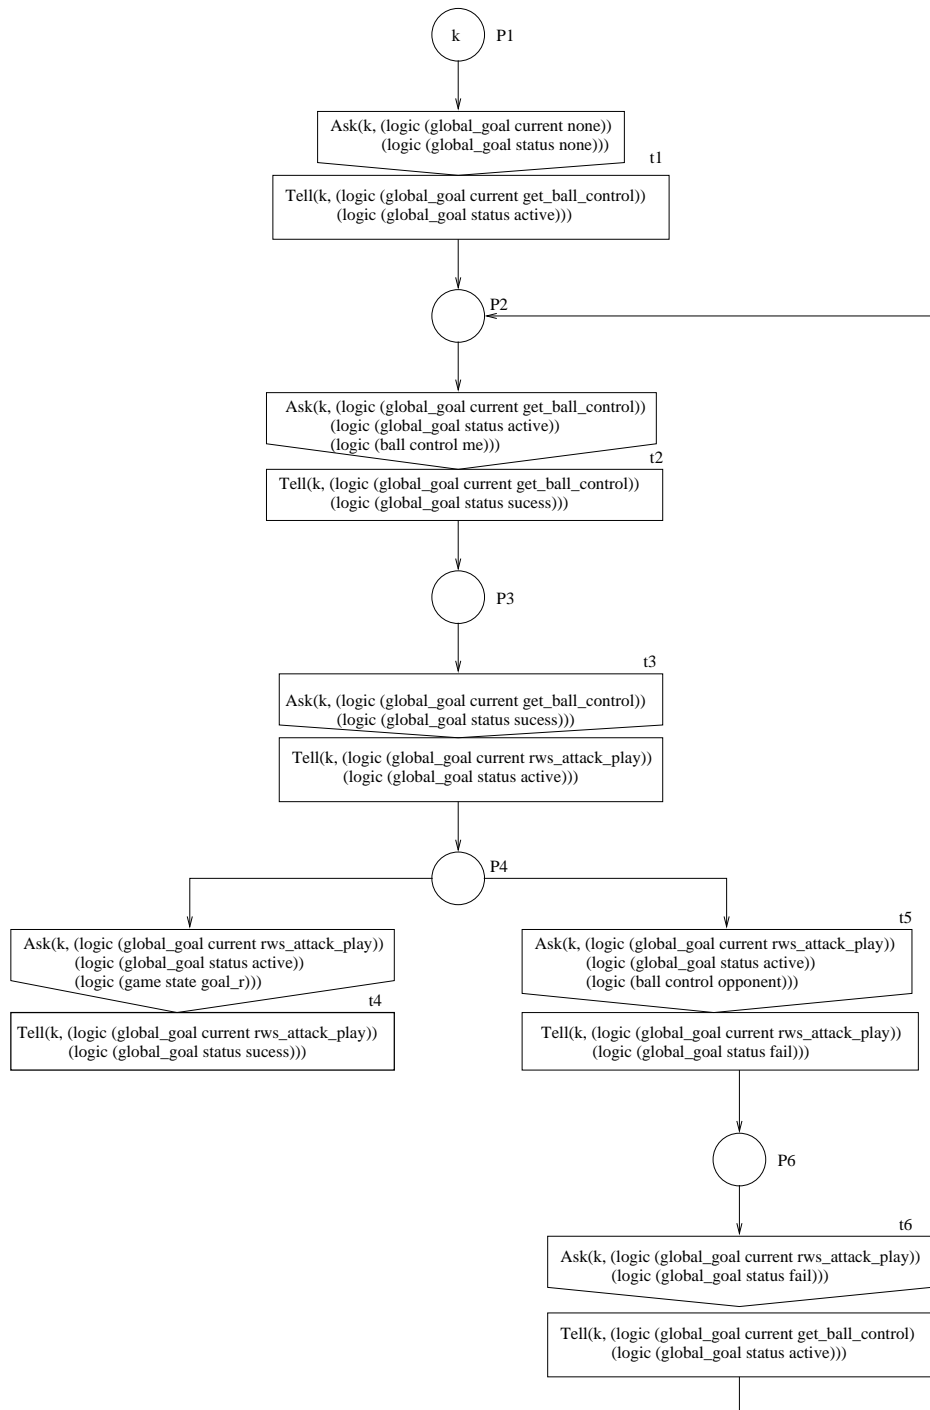 k P1
Ask(k, (logic (global_goal current none))
(logic (global_goal status none)))
t1
Tell(k, (logic (global_goal current get_ball_control))
(logic (global_goal status active)))
P2
Ask(k, (logic (global_goal current get_ball_control))
(logic (global_goal status active))
(logic (ball control me)))
t2
Tell(k, (logic (global_goal current get_ball_control))
(logic (global_goal status sucess)))
P3
t3
Ask(k, (logic (global_goal current get_ball_control))
(logic (global_goal status sucess)))
Tell(k, (logic (global_goal current rws_attack_play))
(logic (global_goal status active)))
P4
Ask(k, (logic (global_goal current rws_attack_play))
(logic (global_goal status active))
(logic (game state goal_r)))
t4
Tell(k, (logic (global_goal current rws_attack_play))
(logic (global_goal status sucess)))
t5
Ask(k, (logic (global_goal current rws_attack_play))
(logic (global_goal status active))
(logic (ball control opponent)))
Tell(k, (logic (global_goal current rws_attack_play))
(logic (global_goal status fail)))
P6
t6
Ask(k, (logic (global_goal current rws_attack_play))
(logic (global_goal status fail)))
Tell(k, (logic (global_goal current get_ball_control)
(logic (global_goal status active)))